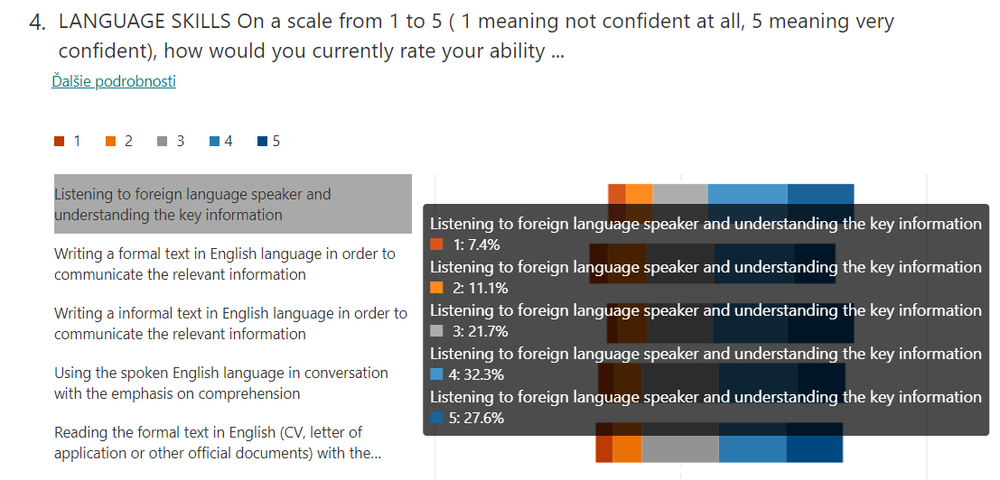 4. LANGUAGE SKILLS On a scale from 1 to 5 ( 1 meaning not confident at all, 5 meaning very
confident), how would you currently rate your ability ...
Ďalšie podrobnosti
1 2 3 4 5
Listening to foreign language speaker and
understanding the key information
Writing a formal text in English language in order to
communicate the relevant information
Writing a informal text in English language in order to
communicate the relevant information
Using the spoken English language in conversation
with the emphasis on comprehension
Reading the formal text in English (CV, letter of
application or other official documents) with the...
Listening to foreign language speaker and understanding the key information
1: 7.4%
Listening to foreign language speaker and understanding the key information
2: 11.1%
Listening to foreign language speaker and understanding the key information
3: 21.7%
Listening to foreign language speaker and understanding the key information
4: 32.3%
Listening to foreign language speaker and understanding the key information
5: 27.6%